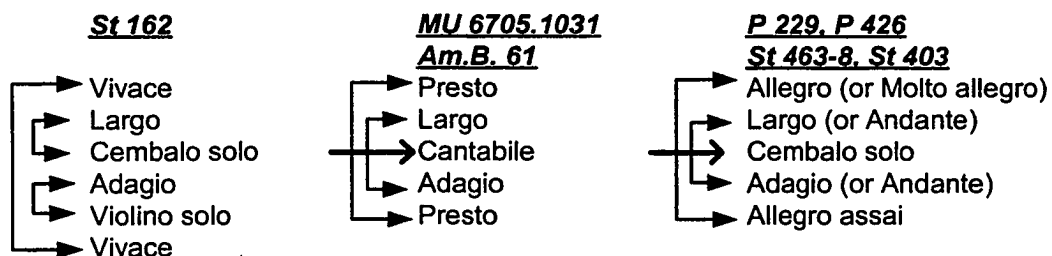 St 162
Vivace
Largo
Cembalo solo
Adagio
Violino solo
Vivace
MU 6705.1031
Am.B. 61
Presto
Largo
Cantabile
Adagio
Presto
P 229, P 426
St 463-8, St 403
Allegro (or Molto allegro)
Largo (or Andante)
Cembalo solo
Adagio (or Andante)
Allegro assai